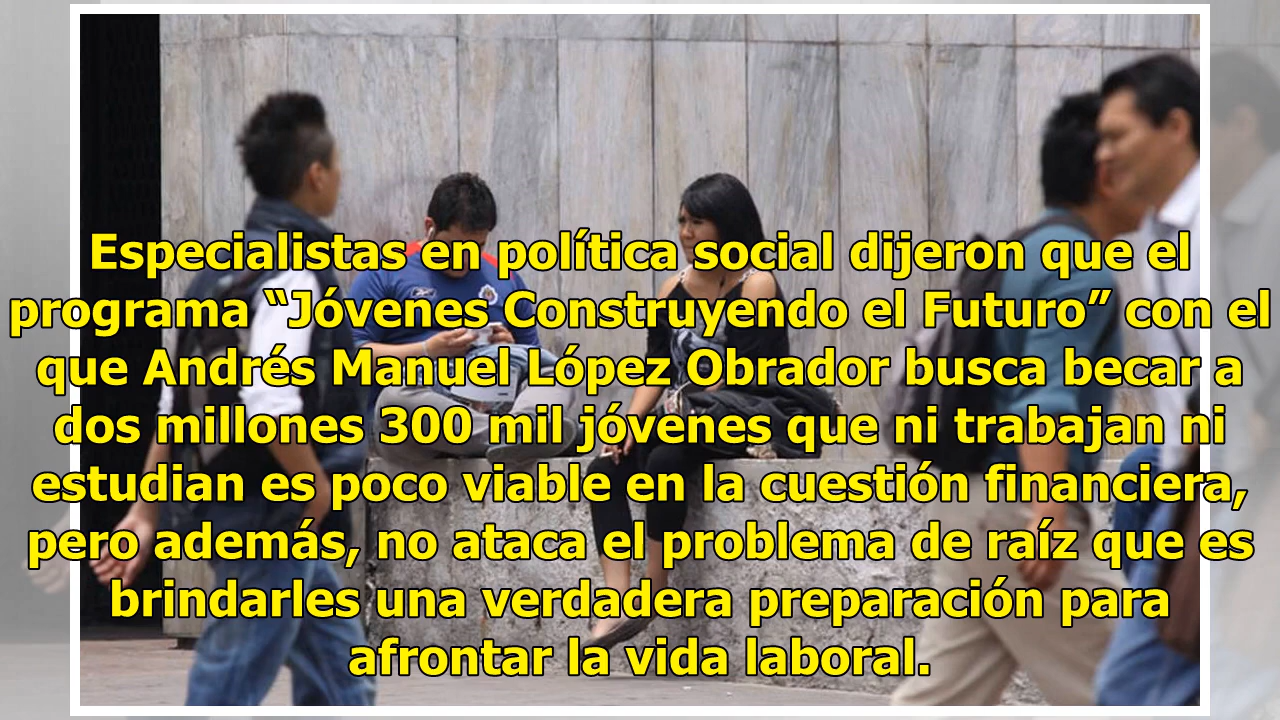 Especialistas en política social dijeron que el
programa “Jóvenes Construyendo el Futuro” con el
que Andrés Manuel López Obrador busca becar a
dos millones 300 mil jóvenes que ni trabajan ni
estudian es poco viable en la cuestión financiera,
pero además, no ataca el problema de raíz que es
brindarles una verdadera preparación para
afrontar la vida laboral.